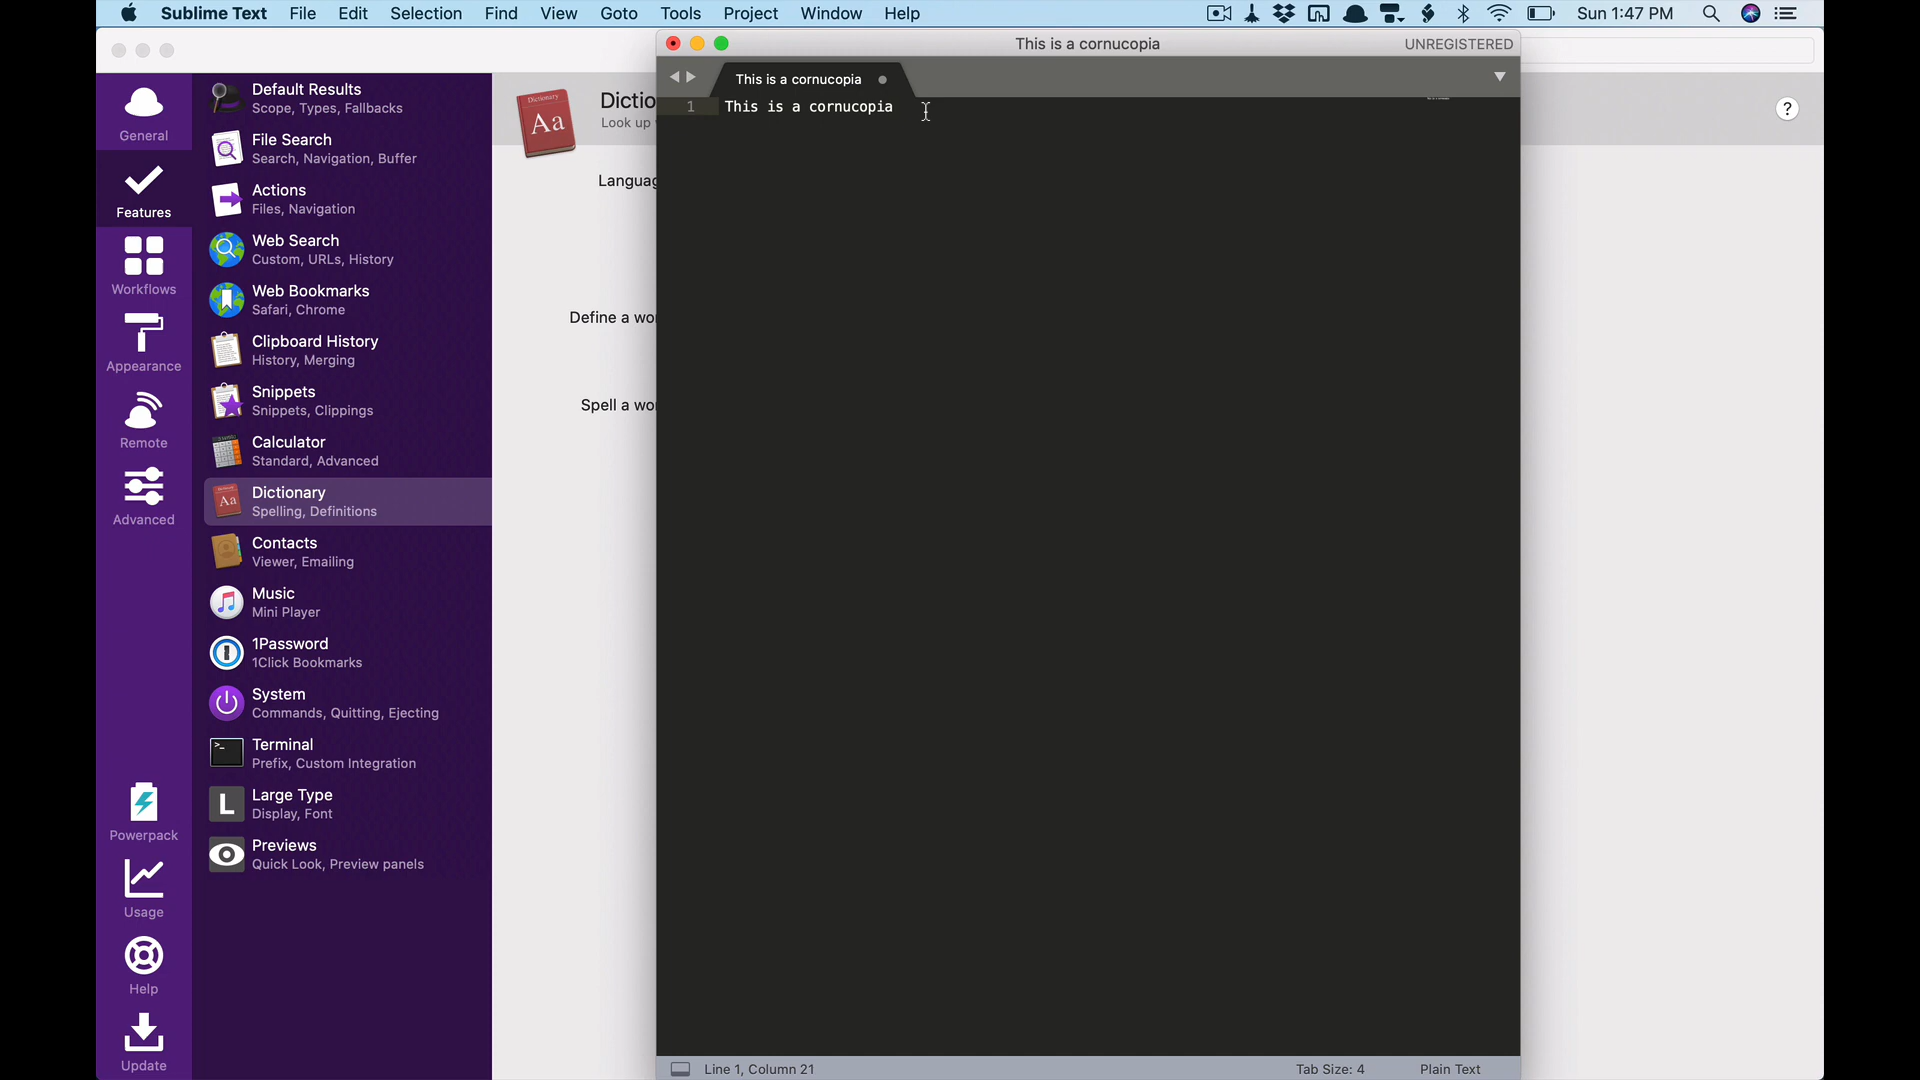 Sublime Text File Edit Selection Find View Goto Tools Project Window Help Sun 1:47 PM
This is a cornucopia UNREGISTERED
This is a cornucopia
1 This is a cornucopia
General
Features
Workflows
Appearance
Remote
Advanced
Powerpack
Usage
Help
Update
Default Results
Scope, Types, Fallbacks
File Search
Search, Navigation, Buffer
Actions
Files, Navigation
Web Search
Custom, URLs, History
Web Bookmarks
Safari, Chrome
Clipboard History
History, Merging
Snippets
Snippets, Clippings
Calculator
Standard, Advanced
Dictionary
Spelling, Definitions
Contacts
Viewer, Emailing
Music
Mini Player
1Password
1Click Bookmarks
System
Commands, Quitting, Ejecting
Terminal
Prefix, Custom Integration
L
Large Type
Display, Font
Previews
Quick Look, Preview panels
Dictionary
Aa
Dictio
Look up
Languag
Define a wo
Spell a wo
?
Line 1, Column 21 Tab Size: 4 Plain Text